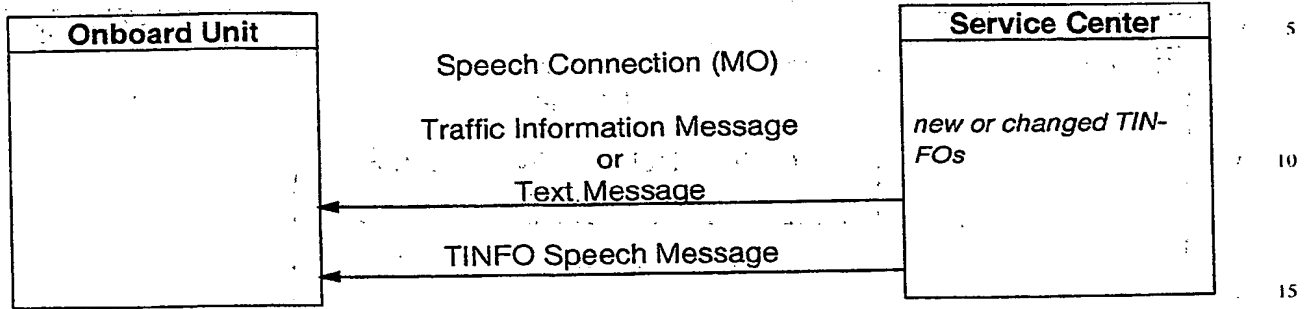 Onboard Unit
Service Center
5
Speech Connection (MO)
Traffic Information Message
or
Text Message
new or changed TIN-
FOs
10
TINFO Speech Message
15